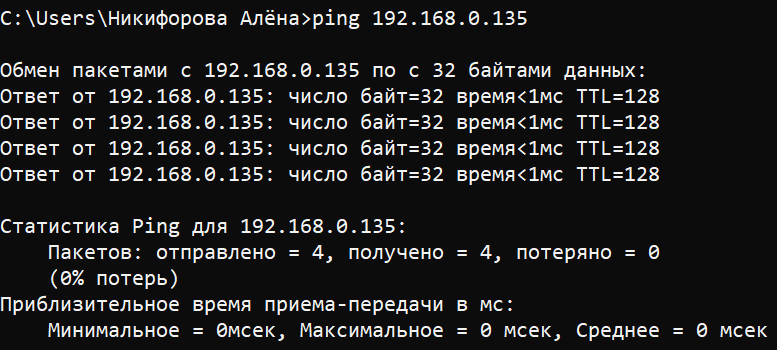 C:\Users\Никифорова Алёна>ping 192.168.0.135
Обмен пакетами с 192.168.0.135 по с 32 байтами данных:
Ответ от 192.168.0.135: число байт=32 время<1мс TTL=128
Ответ от 192.168.0.135: число байт=32 время<1мс TTL=128
Ответ от 192.168.0.135: число байт=32 время<1мс TTL=128
Ответ от 192.168.0.135: число байт=32 время<1мс TTL=128
Статистика Ping для 192.168.0.135:
Пакетов: отправлено = 4, получено = 4, потеряно = 0
(0% потерь)
Приблизительное время приема-передачи в мс:
Минимальное = 0мсек, Максимальное = 0 мсек, Среднее = 0 мсек